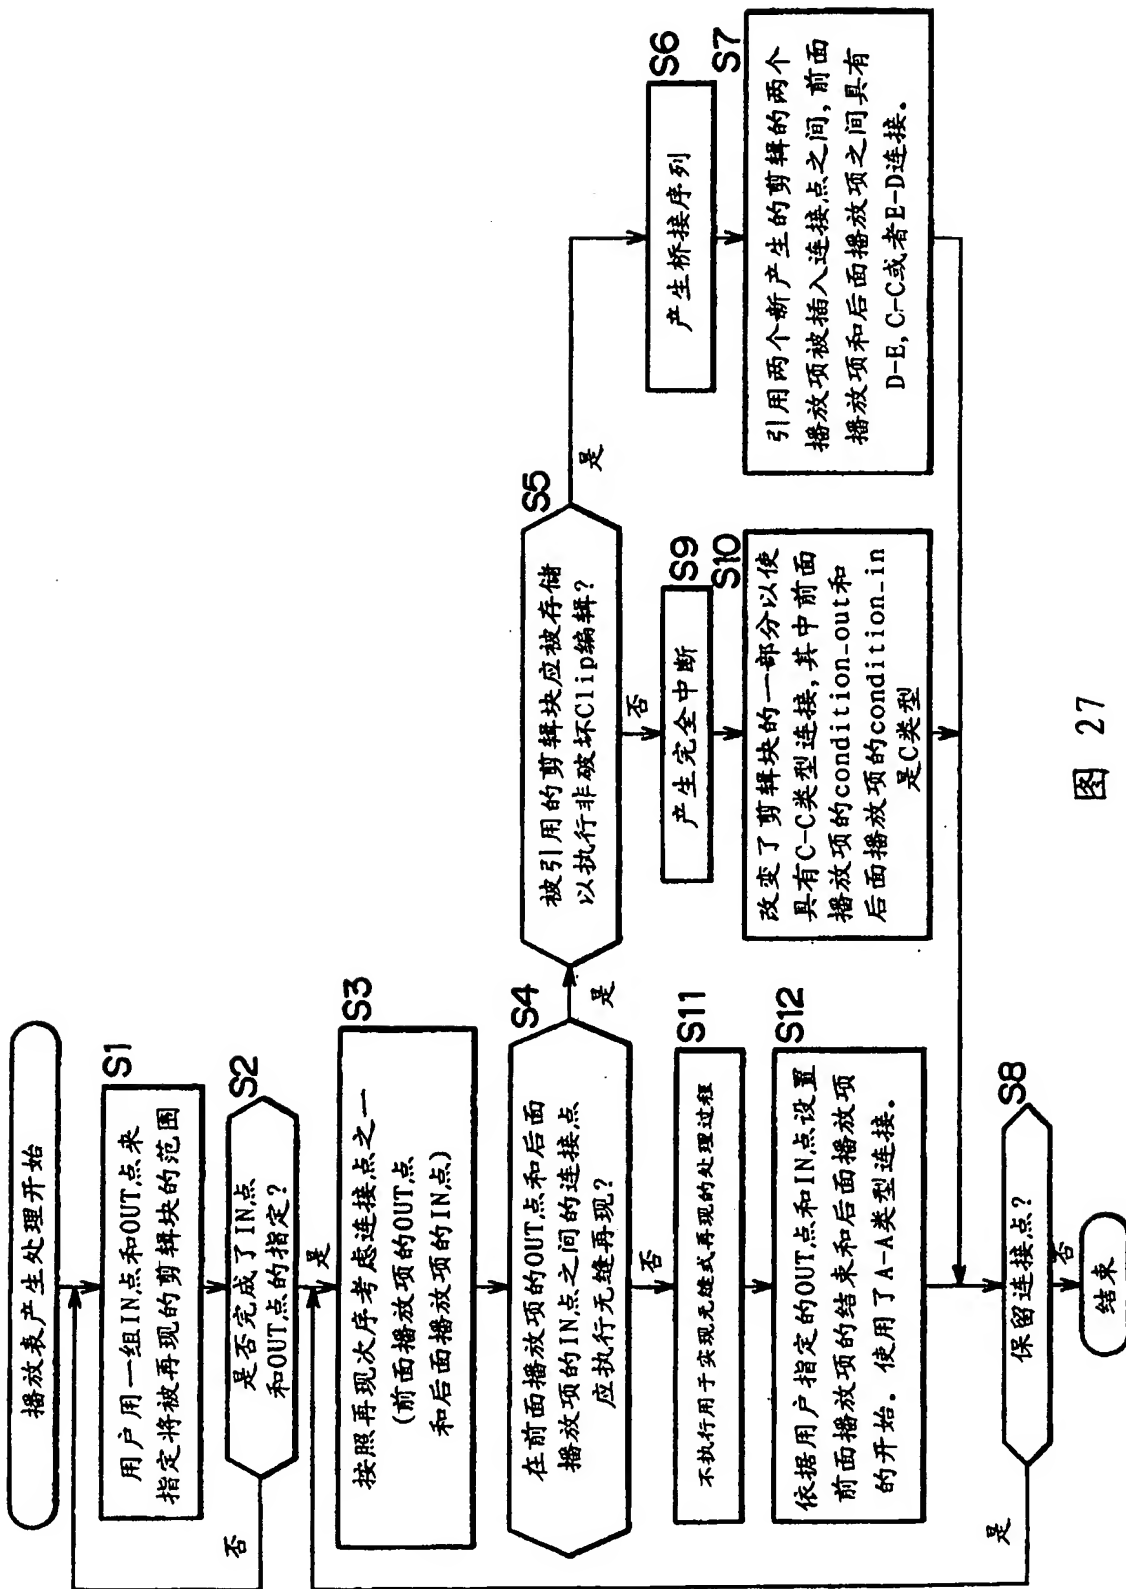 播放表产生处理开始
S1
用户用一组IN点和OUT点来
指定将被再现的剪辑块的范围
S2
是否完成了IN点
和OUT点的指定?
否
是
S3
按照再现次序考虑连接点之一
(前面播放项的OUT点
和后面播放项的IN点)
S4
在前面播放项的OUT点和后面
播放项的IN点之间的连接点
应执行无缝再现?
是
否
S5
被引用的剪辑块应被存储
以执行非破坏Clip编辑?
是
否
S6
产生桥接序列
S7
引用两个新产生的剪辑的两个
播放项被插入连接点之间,前面
播放项和后面播放项之间具有
D-E,C-C或者E-D连接。
S9
产生完全中断
S10
改变了剪辑块的一部分以使
具有C-C类型连接,其中前面
播放项的condition_out和
后面播放项的condition_in
是C类型
S11
不执行用于实现无缝式再现的处理过程
S12
依据用户指定的OUT点和IN点设置
前面播放项的结束和后面播放项
的开始。使用了A-A类型连接。
S8
保留连接点?
是
否
结束
图 27